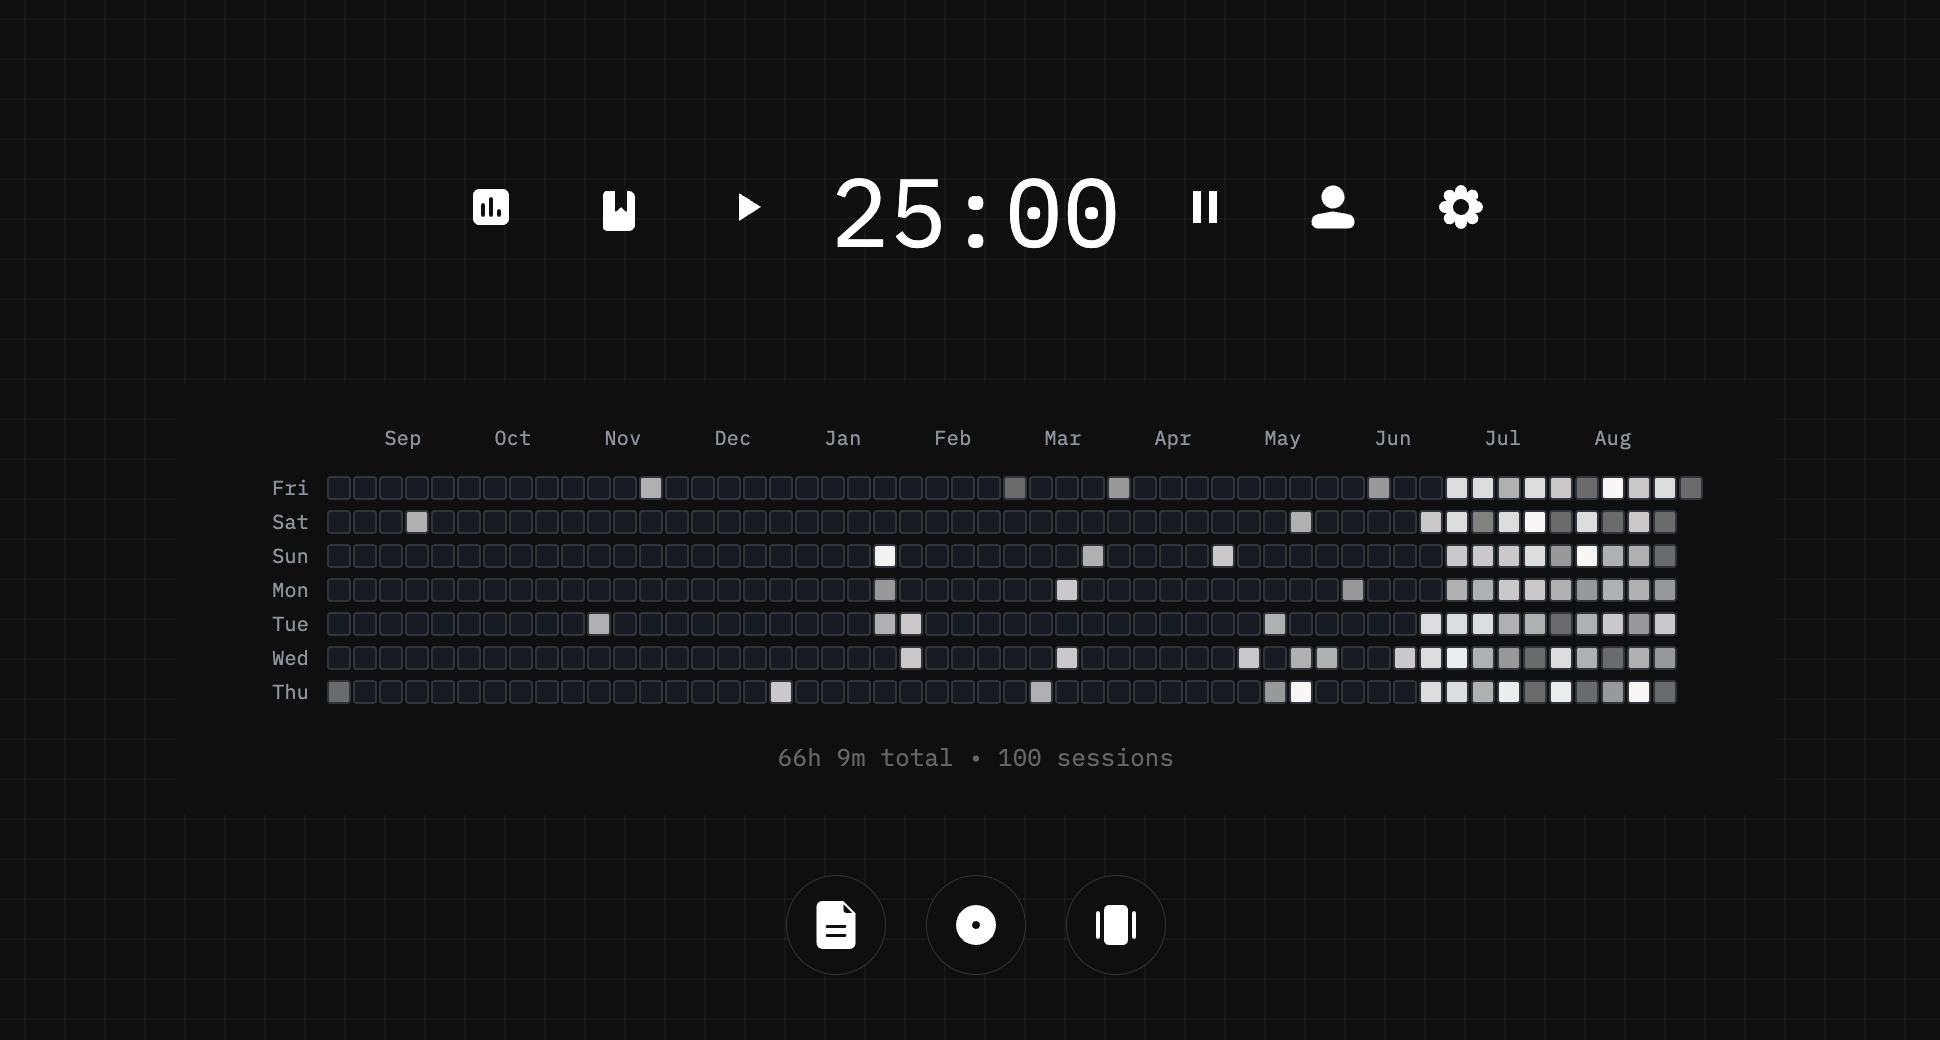 25:00
Sep Oct Nov Dec Jan Feb Mar Apr May Jun Jul Aug
Fri
Sat
Sun
Mon
Tue
Wed
Thu
66h 9m total • 100 sessions